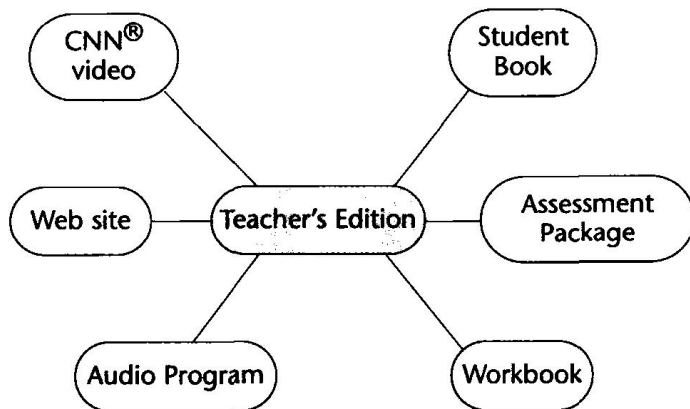 CNN®
video
Student
Book
Web site
Teacher's Edition
Assessment
Package
Audio Program
Workbook